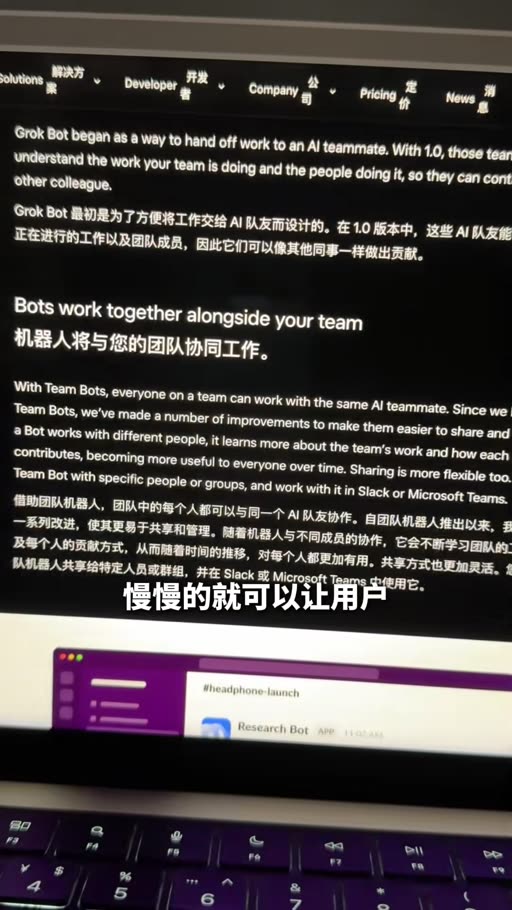 Solutions 解决方案 Developer 开发者 Company 公司 Pricing 定价 News 消息
Grok Bot began as a way to hand off work to an AI teammate. With 1.0, those
understand the work your team is doing and the people doing it, so they can
other colleague.
Grok Bot 最初是为了方便将工作交给 AI 队友而设计的。在 1.0 版本中，这些 AI 队友能
正在进行的工作以及团队成员，因此它们可以像其他同事一样做出贡献。
Bots work together alongside your team
机器人将与您的团队协同工作。
With Team Bots, everyone on a team can work with the same AI teammate. Since we
Team Bots, we've made a number of improvements to make them easier to share and
a Bot works with different people, it learns more about the team's work and how each
contributes, becoming more useful to everyone over time. Sharing is more flexible too.
Team Bot with specific people or groups, and work with it in Slack or Microsoft Teams.
借助团队机器人，团队中的每个人都可以与同一个 AI 队友协作。自团队机器人推出以来，我
一系列改进，使其更易于共享和管理。随着机器人与不同成员的协作，它会不断学习团队的工
及每个人的贡献方式，从而随着时间的推移，对每个人都更加有用。共享方式也更加灵活。您
队机器人共享给特定人员或群组，并在 Slack 或 Microsoft Teams 中使用它。
慢慢的就可以让用户
#headphone-launch
Research Bot APP 11:02 AM
F3 F4 F5 F6 F7 F8 F9
¥ $ % … ^ & *
4 5 6 7